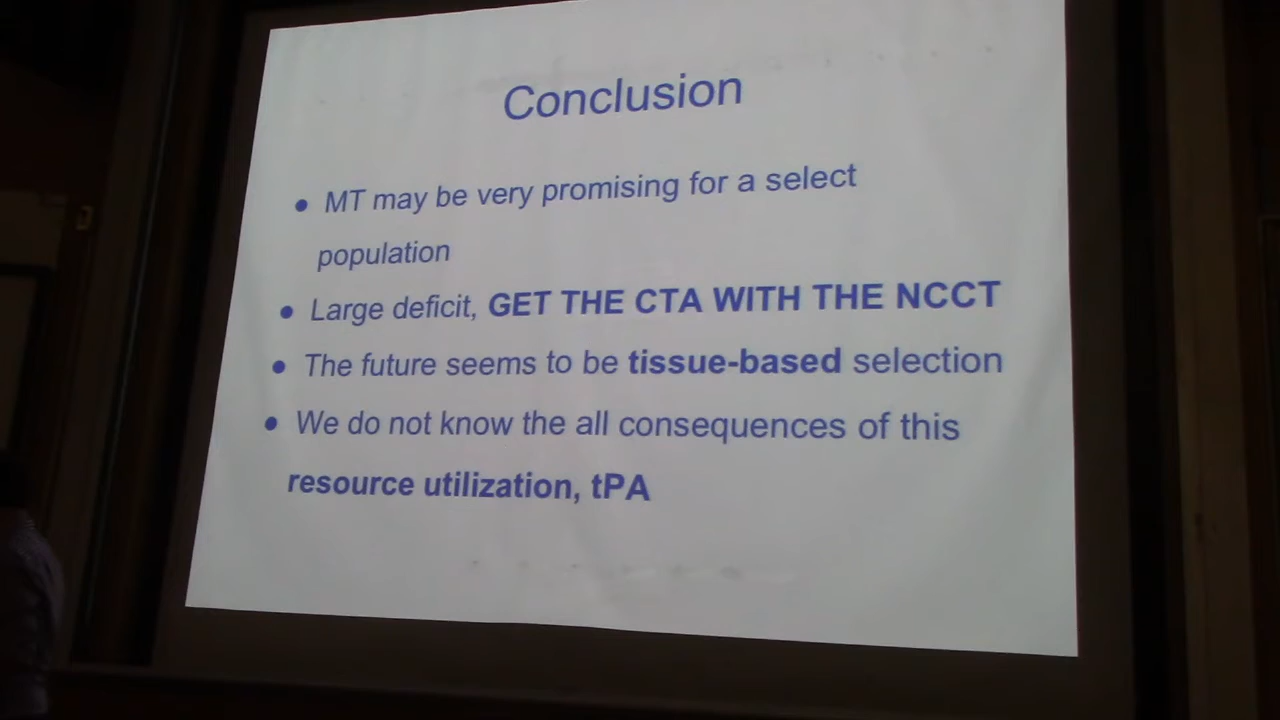 Conclusion
• MT may be very promising for a select
population
• Large deficit, GET THE CTA WITH THE NCCT
• The future seems to be tissue-based selection
• We do not know the all consequences of this
resource utilization, tPA